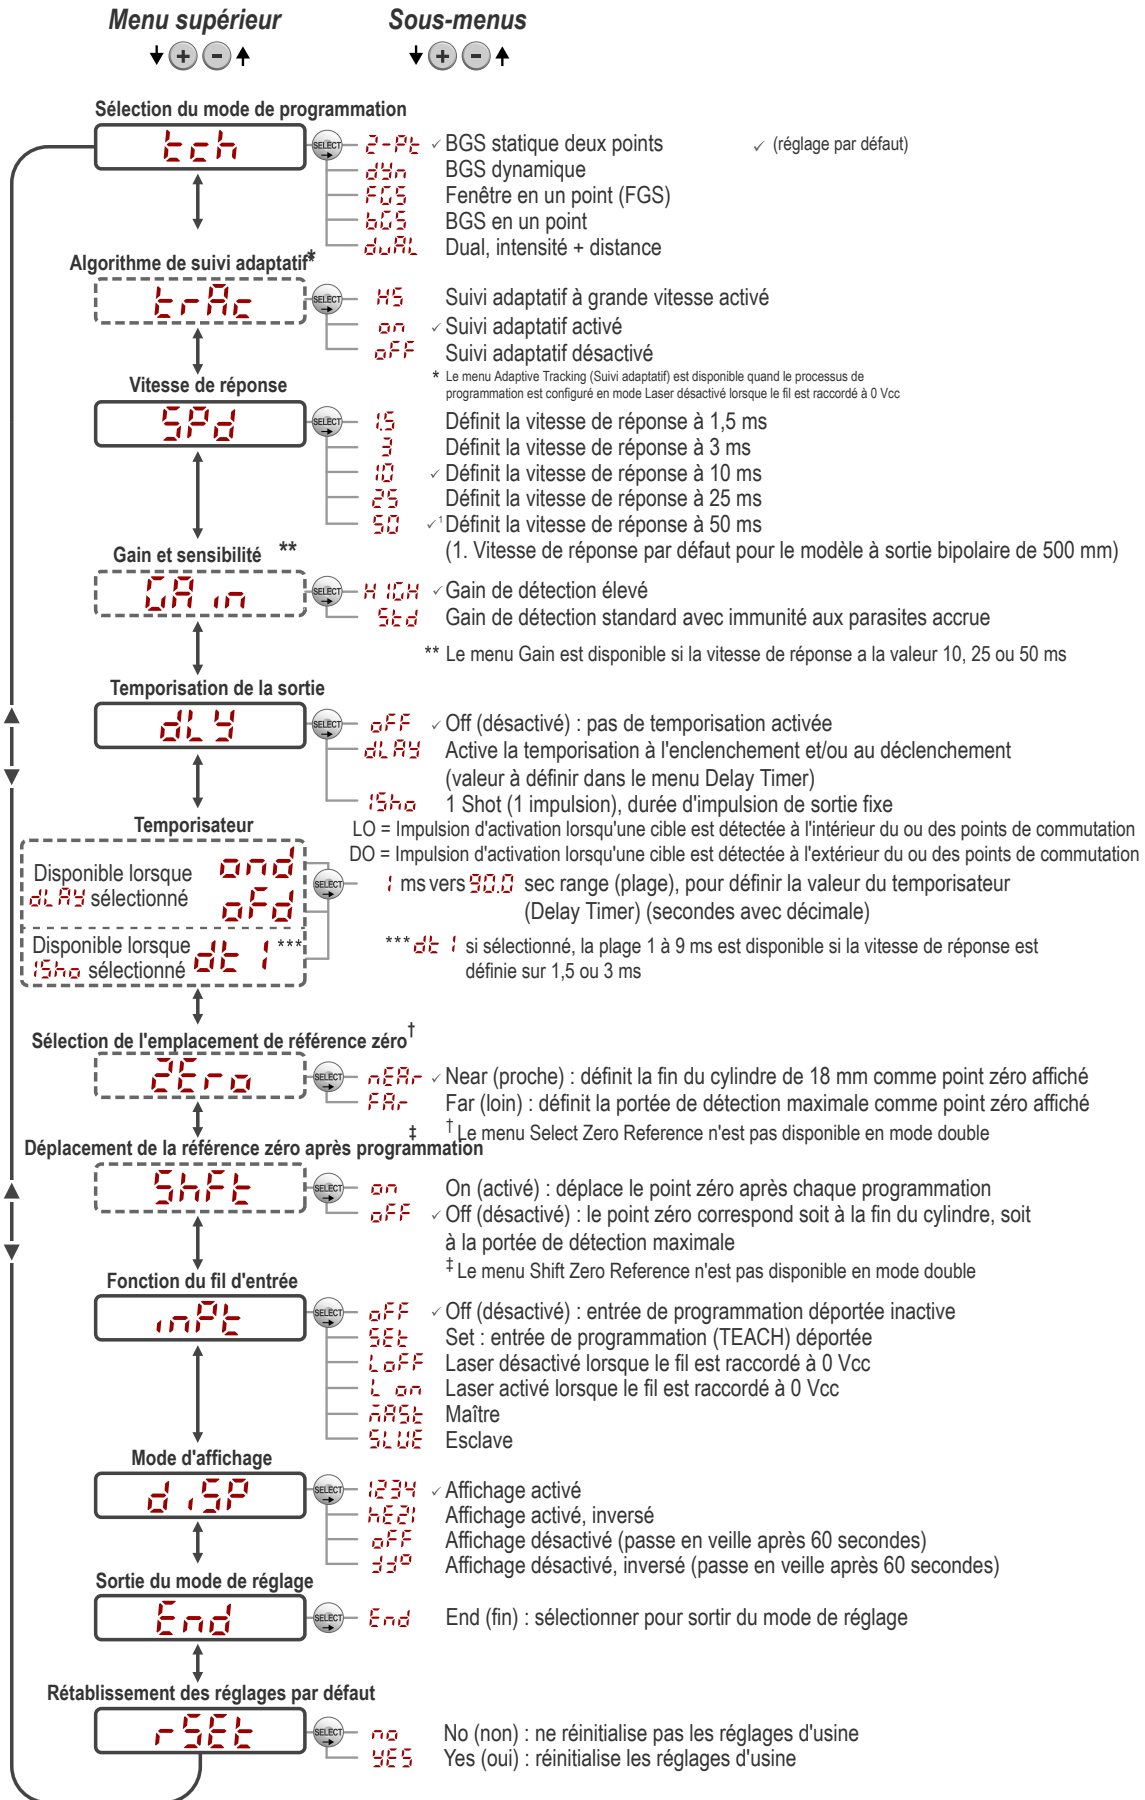 Menu supérieur Sous-menus
+ - + -
Sélection du mode de programmation
tch SELECT 2-Pt ✓ BGS statique deux points ✓ (réglage par défaut)
dyn BGS dynamique
FGS Fenêtre en un point (FGS)
bGS BGS en un point
duAL Dual, intensité + distance
Algorithme de suivi adaptatif*
trAc SELECT HS Suivi adaptatif à grande vitesse activé
on ✓ Suivi adaptatif activé
oFF Suivi adaptatif désactivé
* Le menu Adaptive Tracking (Suivi adaptatif) est disponible quand le processus de
programmation est configuré en mode Laser désactivé lorsque le fil est raccordé à 0 Vcc
Vitesse de réponse
SPd SELECT 1.5 Définit la vitesse de réponse à 1,5 ms
3 Définit la vitesse de réponse à 3 ms
10 ✓ Définit la vitesse de réponse à 10 ms
25 Définit la vitesse de réponse à 25 ms
50 ✓¹ Définit la vitesse de réponse à 50 ms
(1. Vitesse de réponse par défaut pour le modèle à sortie bipolaire de 500 mm)
Gain et sensibilité **
GAin SELECT HIGH ✓ Gain de détection élevé
Std Gain de détection standard avec immunité aux parasites accrue
** Le menu Gain est disponible si la vitesse de réponse a la valeur 10, 25 ou 50 ms
Temporisation de la sortie
dLY SELECT oFF ✓ Off (désactivé) : pas de temporisation activée
dLAY Active la temporisation à l'enclenchement et/ou au déclenchement
(valeur à définir dans le menu Delay Timer)
1Sho 1 Shot (1 impulsion), durée d'impulsion de sortie fixe
LO = Impulsion d'activation lorsqu'une cible est détectée à l'intérieur du ou des points de commutation
DO = Impulsion d'activation lorsqu'une cible est détectée à l'extérieur du ou des points de commutation
Temporisateur
Disponible lorsque dLAY sélectionné ond oFd SELECT 1 ms vers 90.0 sec range (plage), pour définir la valeur du temporisateur
(Delay Timer) (secondes avec décimale)
Disponible lorsque 1Sho sélectionné dt 1 *** *** dt 1 si sélectionné, la plage 1 à 9 ms est disponible si la vitesse de réponse est
définie sur 1,5 ou 3 ms
Sélection de l'emplacement de référence zéro†
ZEro SELECT nEAr ✓ Near (proche) : définit la fin du cylindre de 18 mm comme point zéro affiché
FAr Far (loin) : définit la portée de détection maximale comme point zéro affiché
† Le menu Select Zero Reference n'est pas disponible en mode double
Déplacement de la référence zéro après programmation ‡
ShFt SELECT on On (activé) : déplace le point zéro après chaque programmation
oFF ✓ Off (désactivé) : le point zéro correspond soit à la fin du cylindre, soit
à la portée de détection maximale
‡ Le menu Shift Zero Reference n'est pas disponible en mode double
Fonction du fil d'entrée
inPt SELECT oFF ✓ Off (désactivé) : entrée de programmation déportée inactive
SEt Set : entrée de programmation (TEACH) déportée
LoFF Laser désactivé lorsque le fil est raccordé à 0 Vcc
L on Laser activé lorsque le fil est raccordé à 0 Vcc
mASt Maître
SLVE Esclave
Mode d'affichage
diSP SELECT 1234 ✓ Affichage activé
hEZI Affichage activé, inversé
oFF Affichage désactivé (passe en veille après 60 secondes)
Affichage désactivé, inversé (passe en veille après 60 secondes)
Sortie du mode de réglage
End SELECT End End (fin) : sélectionner pour sortir du mode de réglage
Rétablissement des réglages par défaut
rSEt SELECT no No (non) : ne réinitialise pas les réglages d'usine
YES Yes (oui) : réinitialise les réglages d'usine